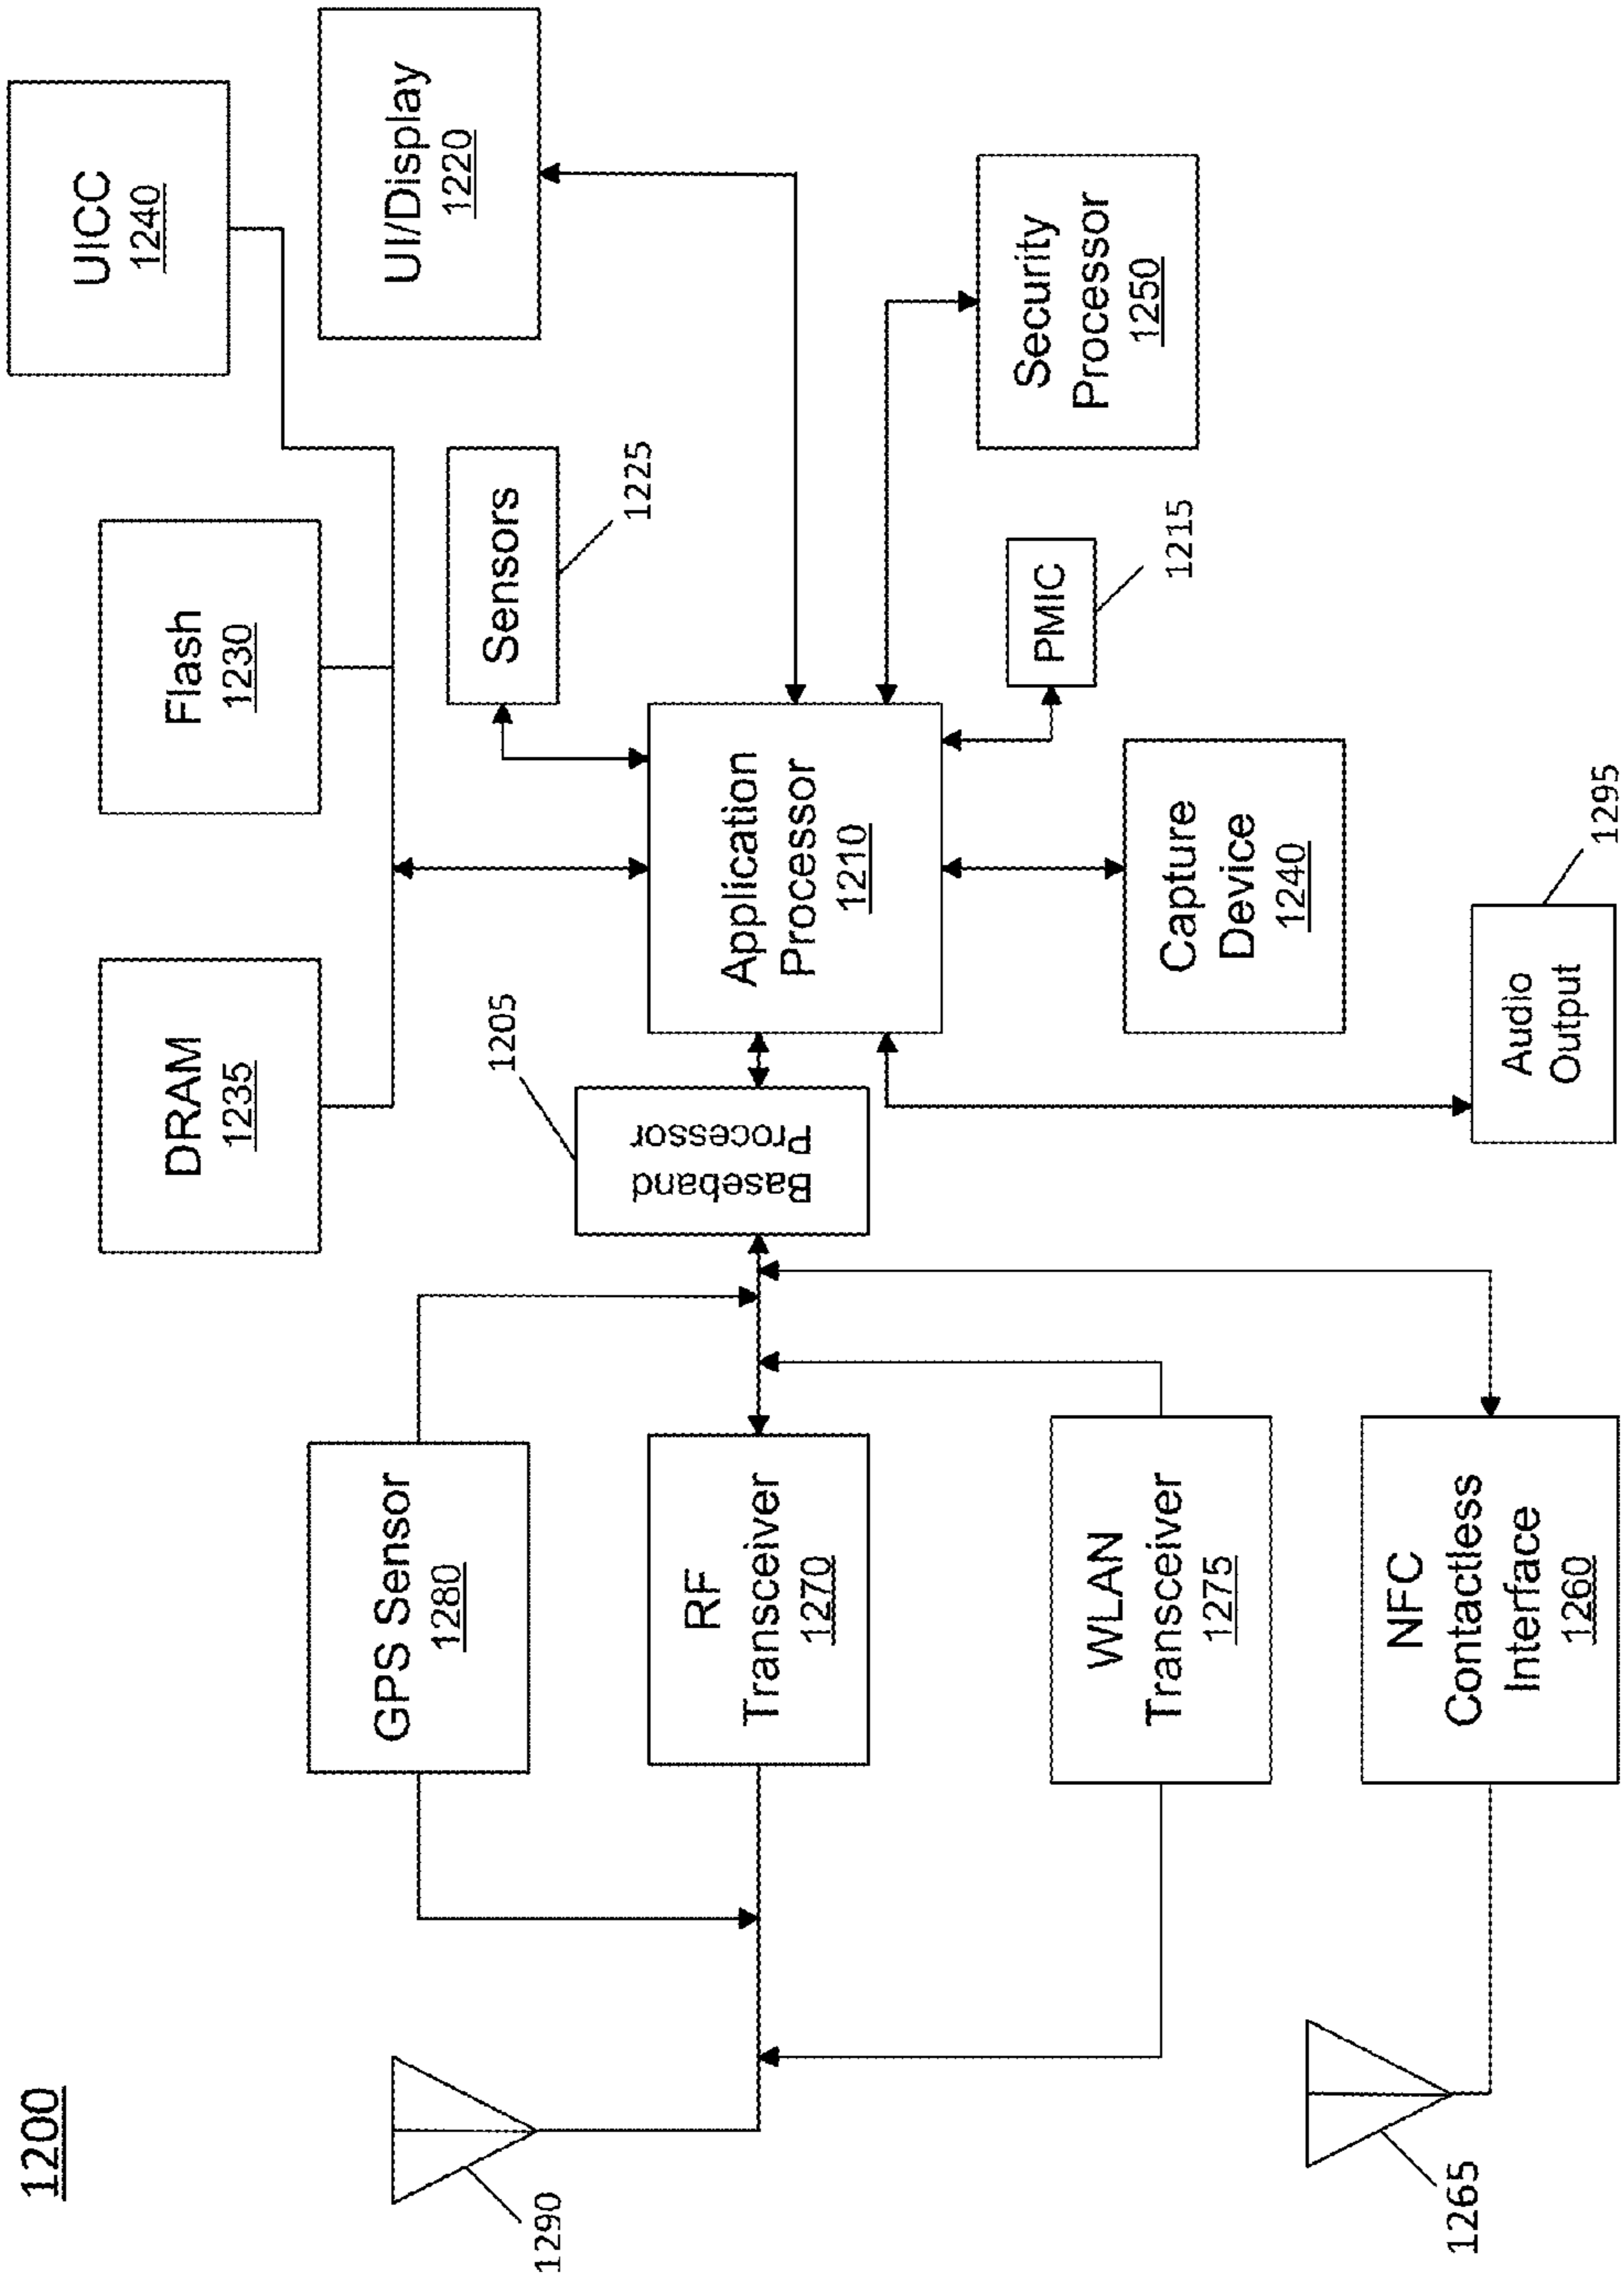 1200
UICC
1240
Flash
1230
DRAM
1235
UI/Display
1220
Sensors
1225
GPS Sensor
1280
1290
1205
Baseband
Processor
Application
Processor
1210
RF
Transceiver
1270
Security
Processor
1250
PMIC
1215
WLAN
Transceiver
1275
Capture
Device
1240
NFC
Contactless
Interface
1260
1265
Audio
Output
1295